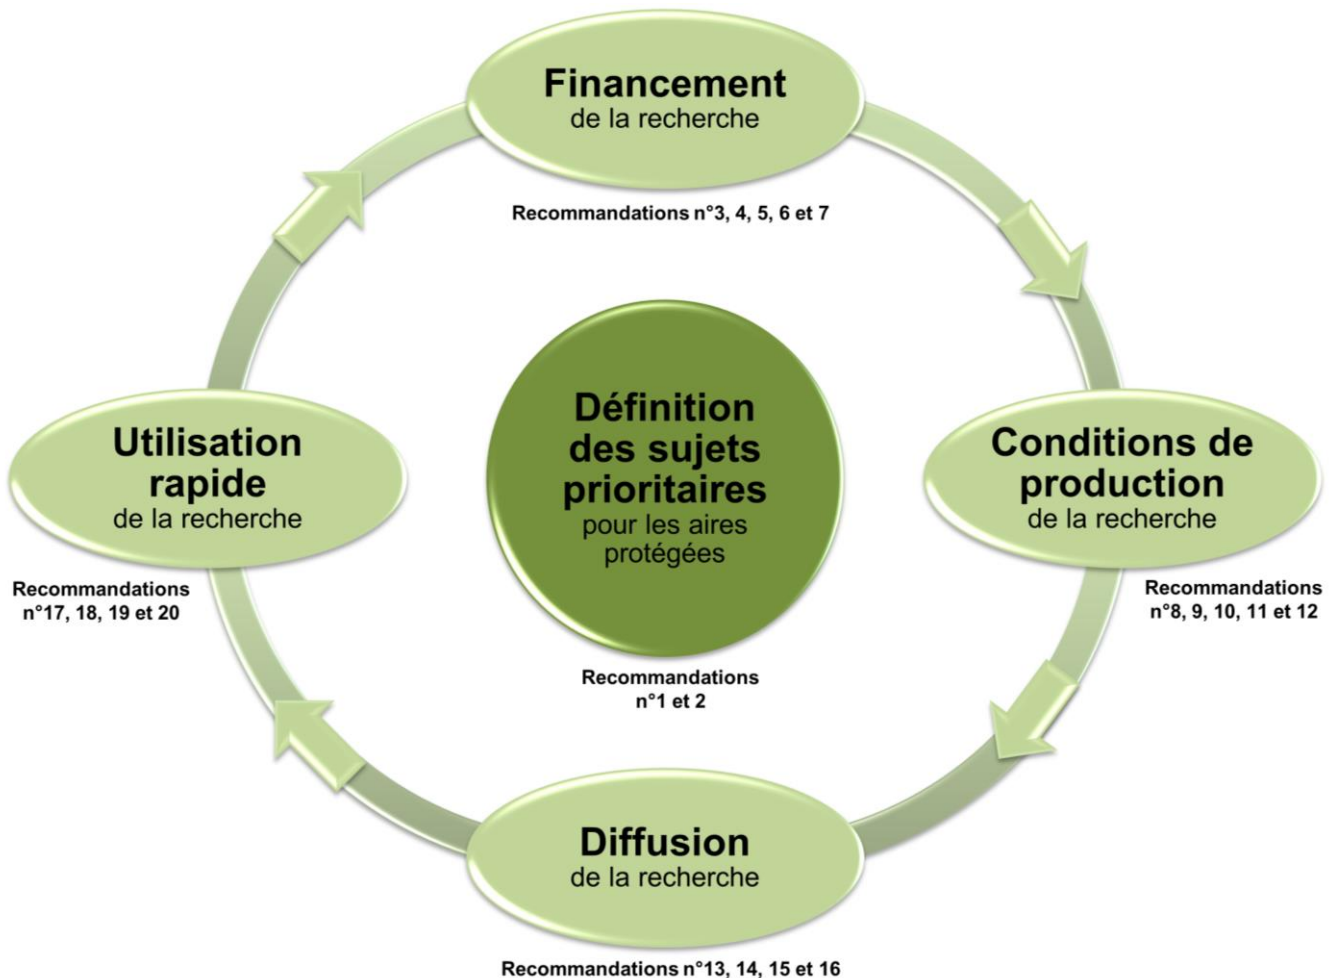 Financement
de la recherche
Recommandations n°3, 4, 5, 6 et 7
Définition
des sujets
prioritaires
pour les aires
protégées
Recommandations
n°1 et 2
Utilisation
rapide
de la recherche
Recommandations
n°17, 18, 19 et 20
Conditions de
production
de la recherche
Recommandations
n°8, 9, 10, 11 et 12
Diffusion
de la recherche
Recommandations n°13, 14, 15 et 16